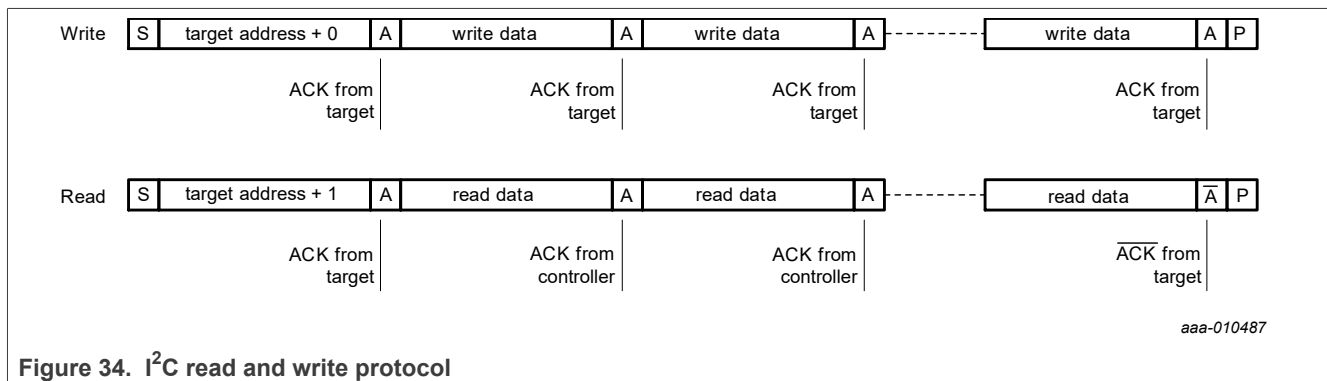 Write S target address + 0 A write data A write data A write data A P
ACK from target ACK from target ACK from target ACK from target
Read S target address + 1 A read data A read data A read data A̅ P
ACK from target ACK from controller ACK from controller A̅C̅K̅ from target
aaa-010487
Figure 34. I²C read and write protocol